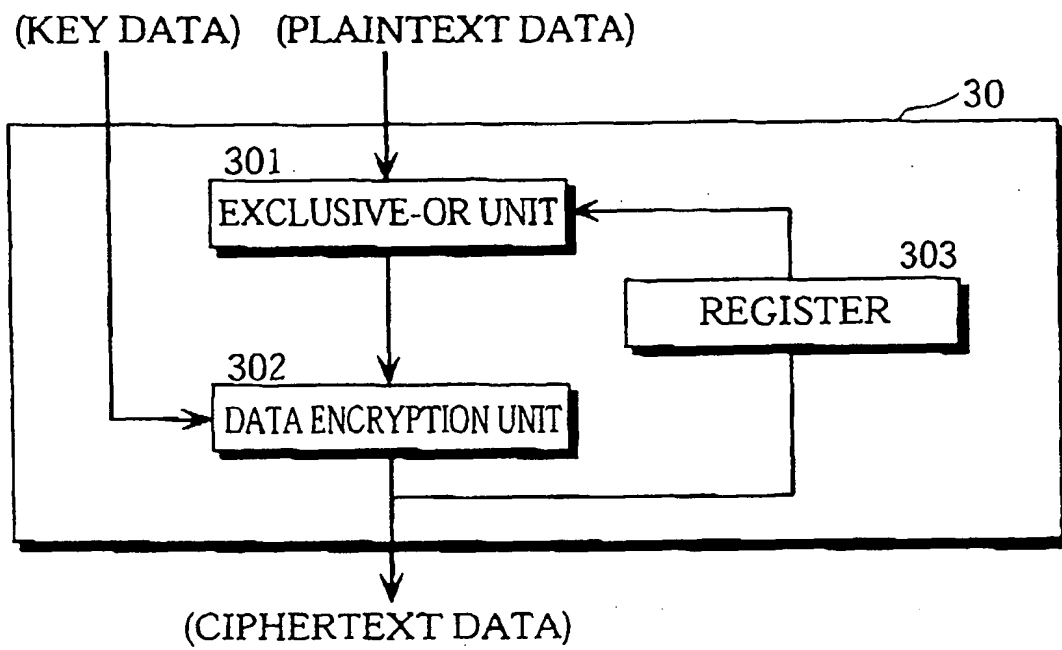 (KEY DATA) (PLAINTEXT DATA)
30
301
EXCLUSIVE-OR UNIT
303
REGISTER
302
DATA ENCRYPTION UNIT
(CIPHERTEXT DATA)